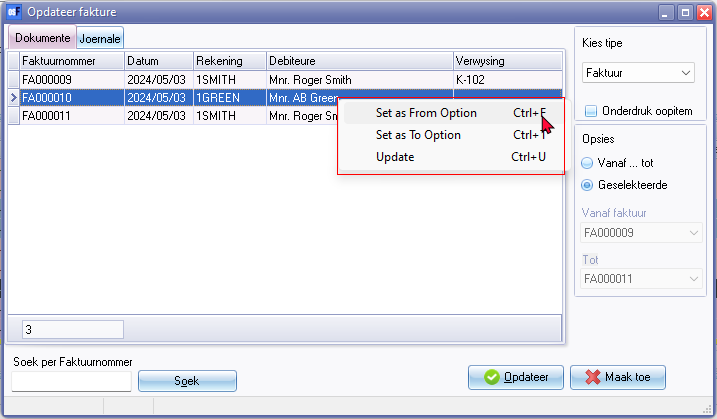 Opdateer fakture
Dokumente Joernale
Faktuurnommer Datum Rekening Debiteure Verwysing
FA000009 2024/05/03 1SMITH Mnr. Roger Smith K-102
FA000010 2024/05/03 1GREEN Mnr. AB Green
FA000011 2024/05/03 1SMITH Mnr. Roger Sm
Set as From Option Ctrl+F
Set as To Option Ctrl+T
Update Ctrl+U
3
Kies tipe
Faktuur
Onderdruk oopitem
Opsies
Vanaf ... tot
Geselekteerde
Vanaf faktuur
FA000009
Tot
FA000011
Soek per Faktuurnommer
Soek
Opdateer
Maak toe